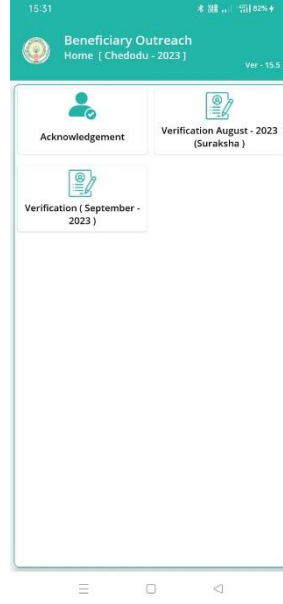 15:31
82%
Beneficiary Outreach
Home [ Chedodu - 2023 ]
Ver - 15.5
Acknowledgement
Verification August - 2023
(Suraksha )
Verification ( September -
2023 )